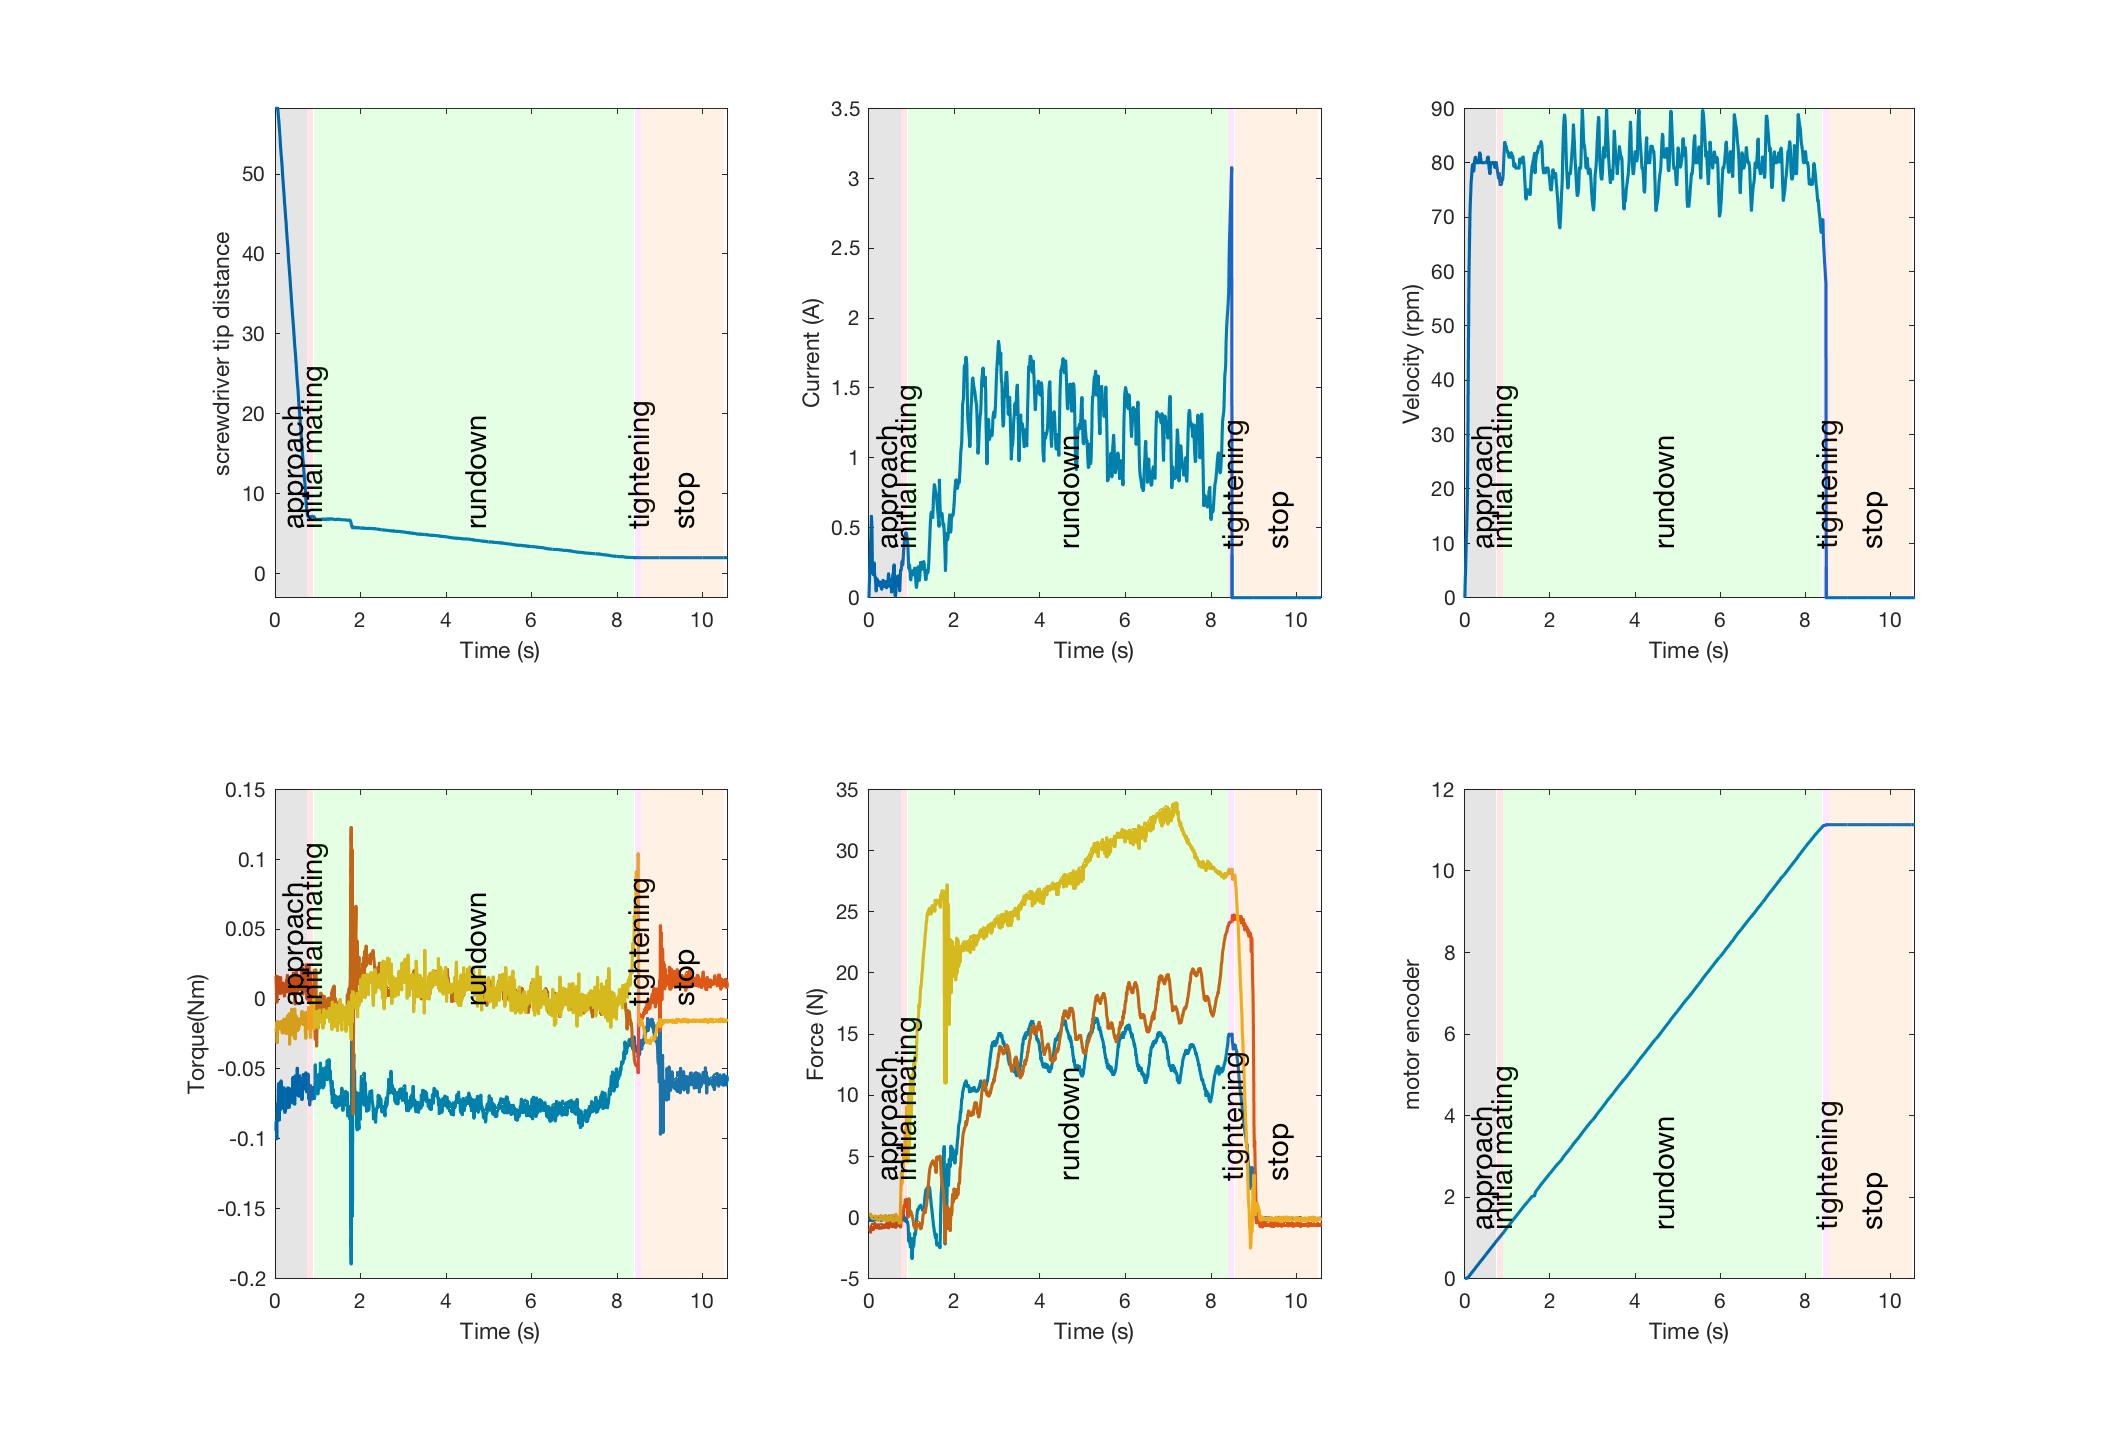 50
40
30
20
10
0
screwdriver tip distance
approach
initial mating
rundown
tightening
stop
0 2 4 6 8 10
Time (s)
3.5
3
2.5
2
1.5
1
0.5
0
Current (A)
approach
initial mating
rundown
tightening
stop
0 2 4 6 8 10
Time (s)
90
80
70
60
50
40
30
20
10
0
Velocity (rpm)
approach
initial mating
rundown
tightening
stop
0 2 4 6 8 10
Time (s)
0.15
0.1
0.05
0
-0.05
-0.1
-0.15
-0.2
Torque(Nm)
approach
initial mating
rundown
tightening
stop
0 2 4 6 8 10
Time (s)
35
30
25
20
15
10
5
0
-5
Force (N)
approach
initial mating
rundown
tightening
stop
0 2 4 6 8 10
Time (s)
12
10
8
6
4
2
0
motor encoder
approach
initial mating
rundown
tightening
stop
0 2 4 6 8 10
Time (s)